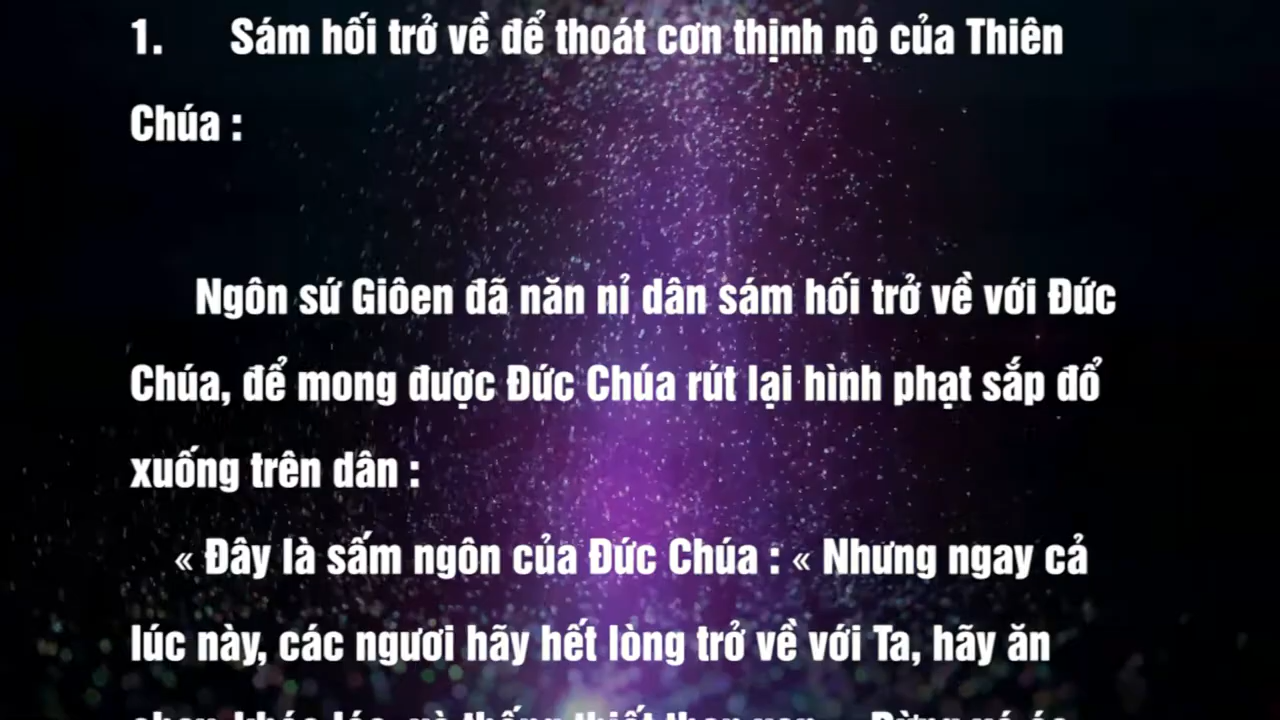 1. Sám hối trở về để thoát cơn thịnh nộ của Thiên
Chúa :
Ngôn sứ Giôen đã năn nỉ dân sám hối trở về với Đức
Chúa, để mong được Đức Chúa rút lại hình phạt sắp đổ
xuống trên dân :
« Đây là sấm ngôn của Đức Chúa : « Nhưng ngay cả
lúc này, các ngươi hãy hết lòng trở về với Ta, hãy ăn